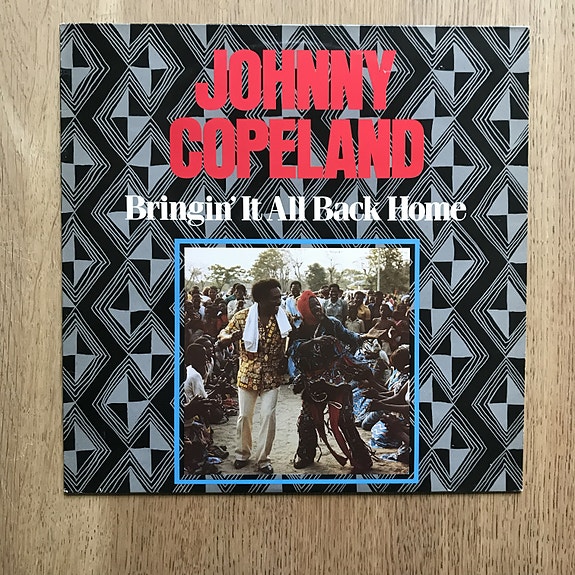 JOHNNY
COPELAND
Bringin' It All Back Home